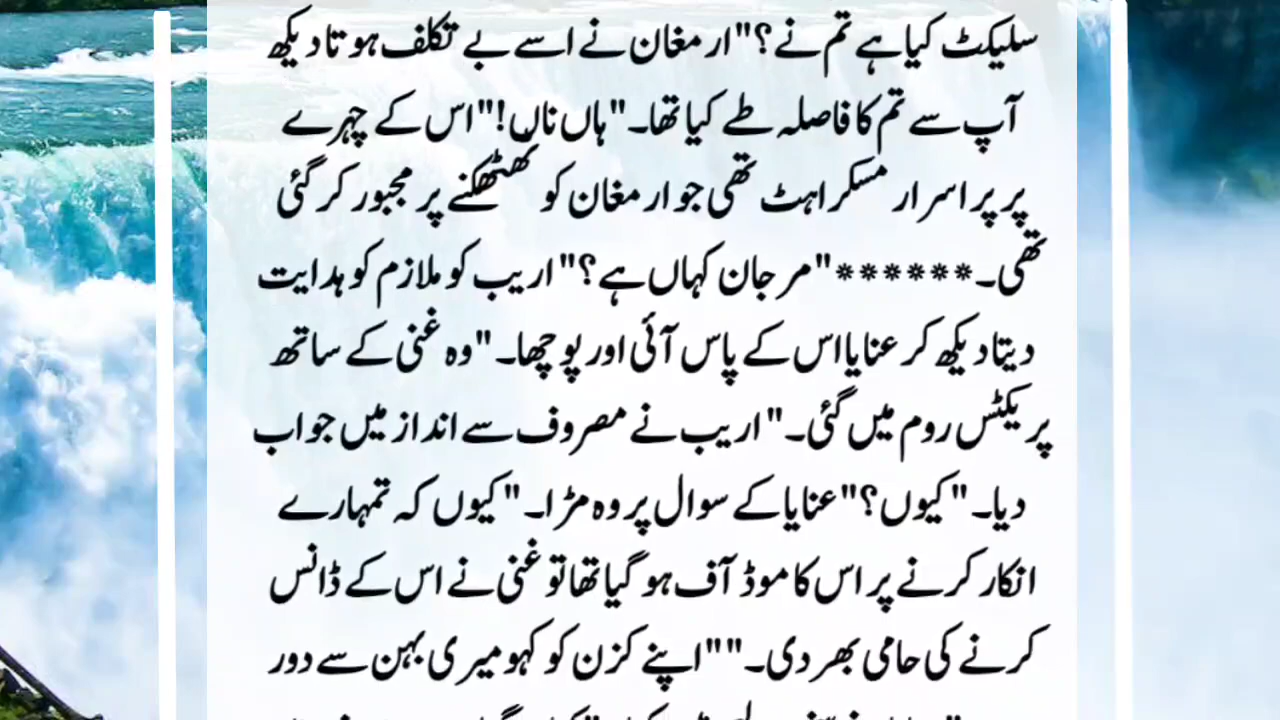 سلیکٹ کیا ہے تم نے؟" ارمغان نے اسے بے تکلف ہوتا دیکھ
آپ سے تم کا فاصلہ طے کیا تھا۔ "ہاں ناں!" اس کے چہرے
پر پر اسرار مسکراہٹ تھی جو ارمغان کو ٹھٹھکنے پر مجبور کر گئی
تھی۔ ****** "مرجان کہاں ہے؟" اریب کو ملازم کو ہدایت
دیتا دیکھ کر عنایا اس کے پاس آئی اور پوچھا۔ "وہ غنی کے ساتھ
پریکٹس روم میں گئی۔" اریب نے مصروف سے انداز میں جواب
دیا۔ "کیوں؟" عنایا کے سوال پر وہ مڑا۔ "کیوں کہ تمہارے
انکار کرنے پر اس کا موڈ آف ہو گیا تھا تو غنی نے اس کے ڈانس
کرنے کی حامی بھر دی۔" "اپنے کزن کو کہو میری بہن سے دور